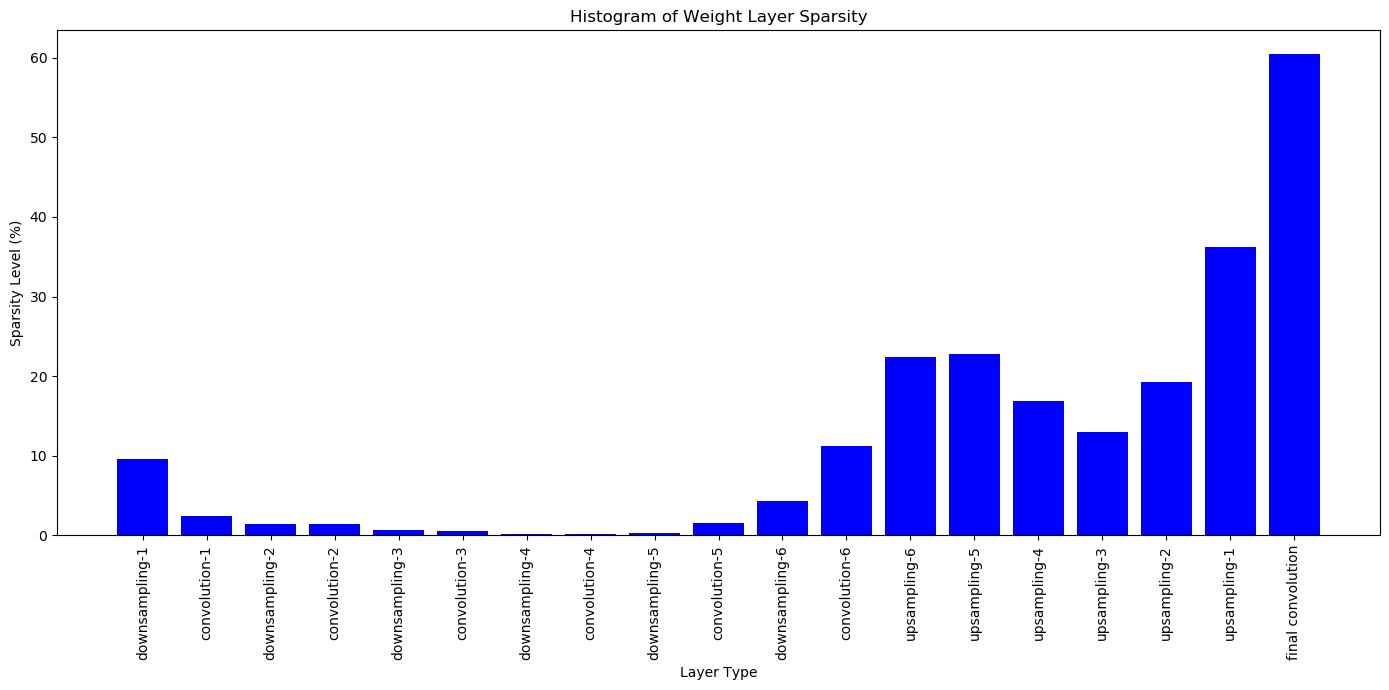 Histogram of Weight Layer Sparsity
Sparsity Level (%)
60
50
40
30
20
10
0
downsampling-1
convolution-1
downsampling-2
convolution-2
downsampling-3
convolution-3
downsampling-4
convolution-4
downsampling-5
convolution-5
downsampling-6
convolution-6
upsampling-6
upsampling-5
upsampling-4
upsampling-3
upsampling-2
upsampling-1
final convolution
Layer Type